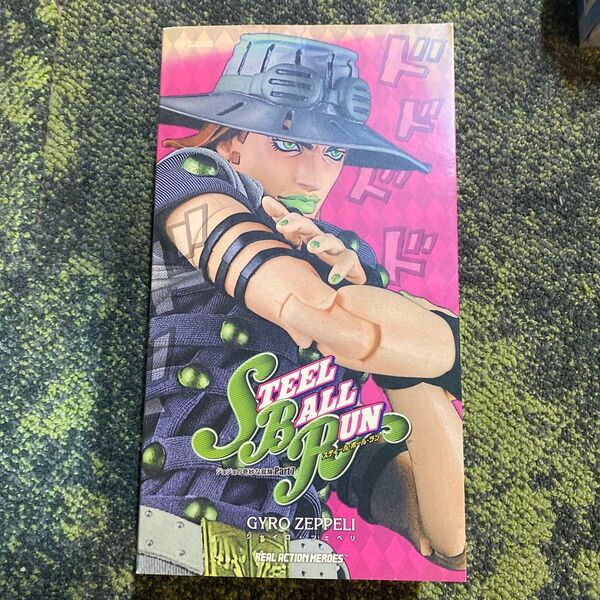 ド
ド
ド
ド
STEEL
BALL
RUN
スティール・ボール・ラン
ジョジョの奇妙な冒険 Part7
GYRO ZEPPELI
ジャイロ・ツェペリ
REAL ACTION HEROES™